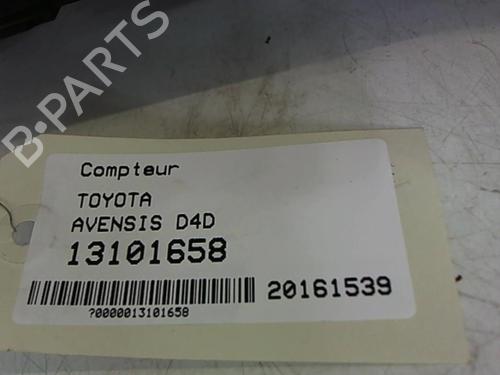 B-PARTS
Compteur
TOYOTA
AVENSIS D4D
13101658
20161539
?0000013101658